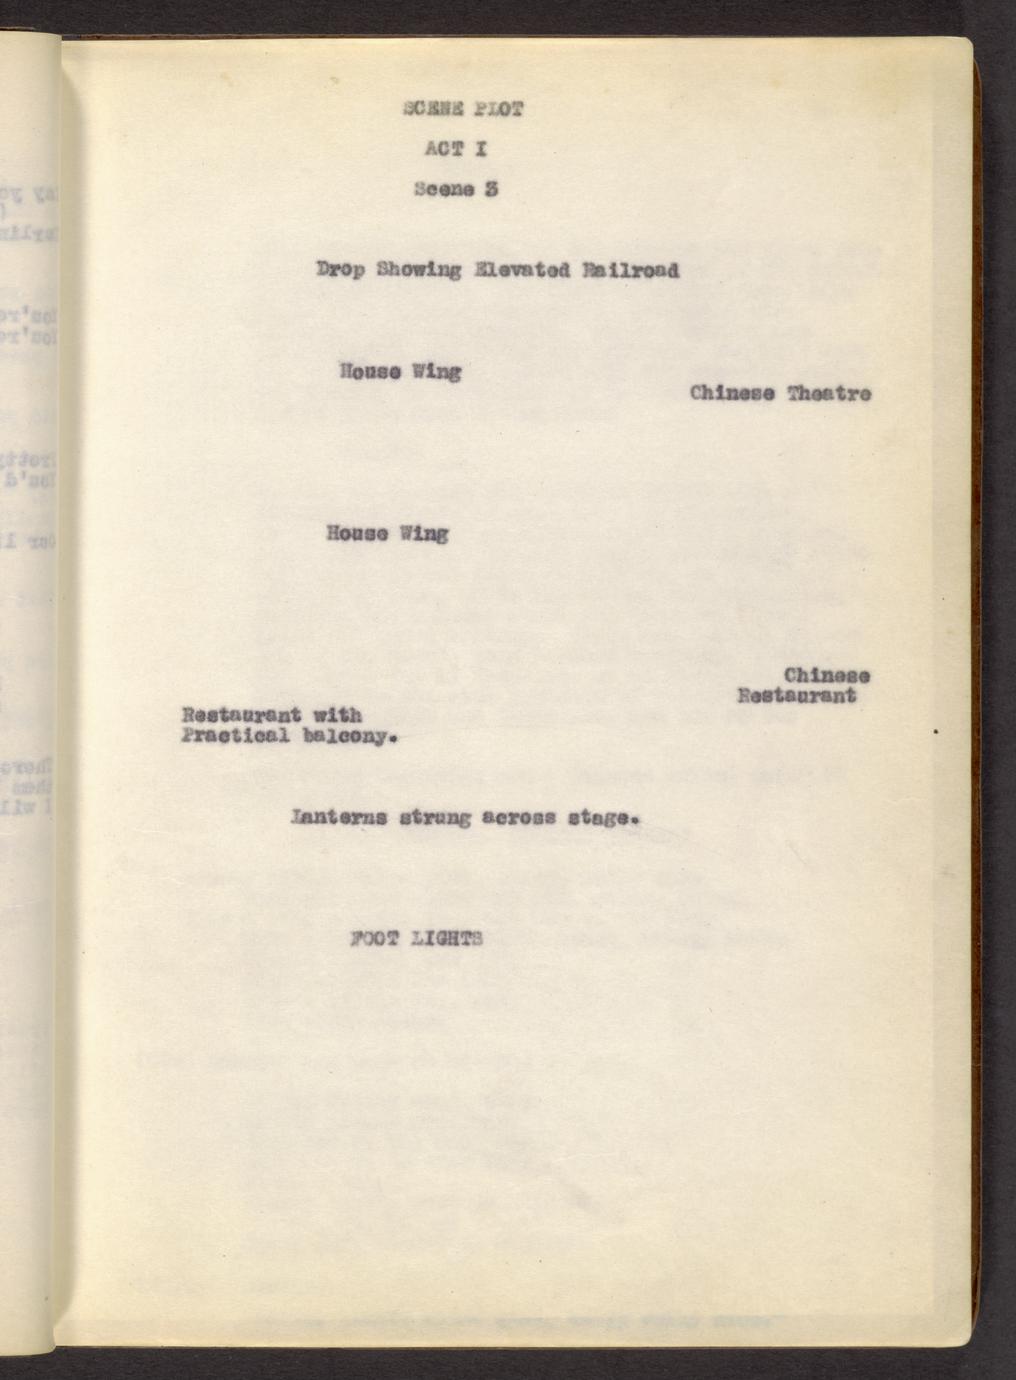 SCENE PLOT
ACT I
Scene 3
Drop Showing Elevated Railroad
House Wing
Chinese Theatre
House Wing
Chinese
Restaurant
Restaurant with
Practical balcony.
Lanterns strung across stage.
FOOT LIGHTS